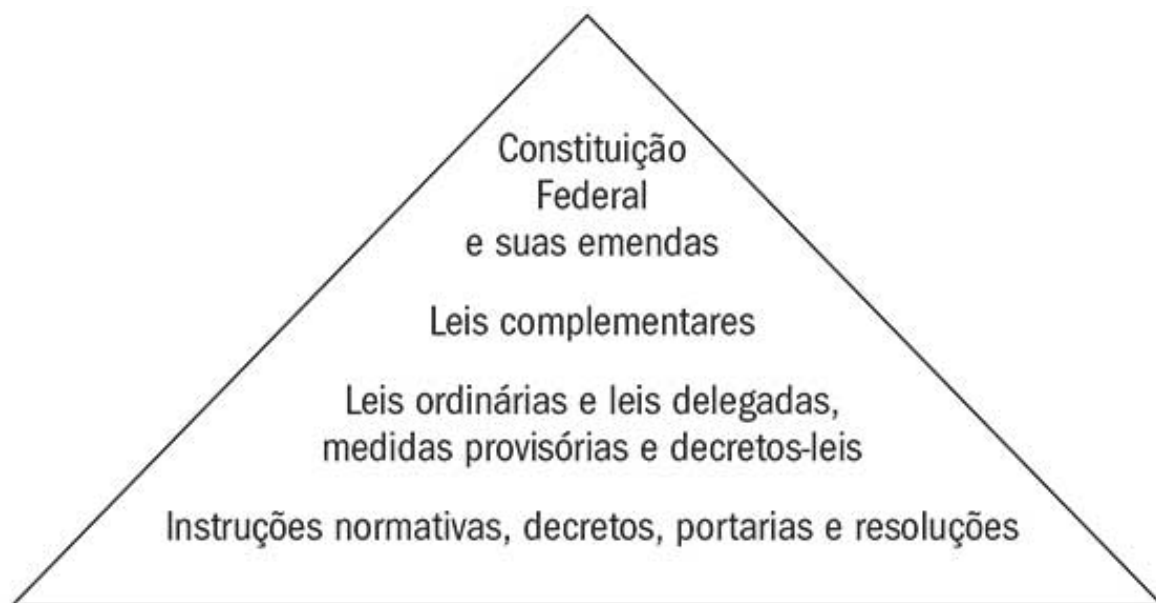 Constituição
Federal
e suas emendas
Leis complementares
Leis ordinárias e leis delegadas,
medidas provisórias e decretos-leis
Instruções normativas, decretos, portarias e resoluções